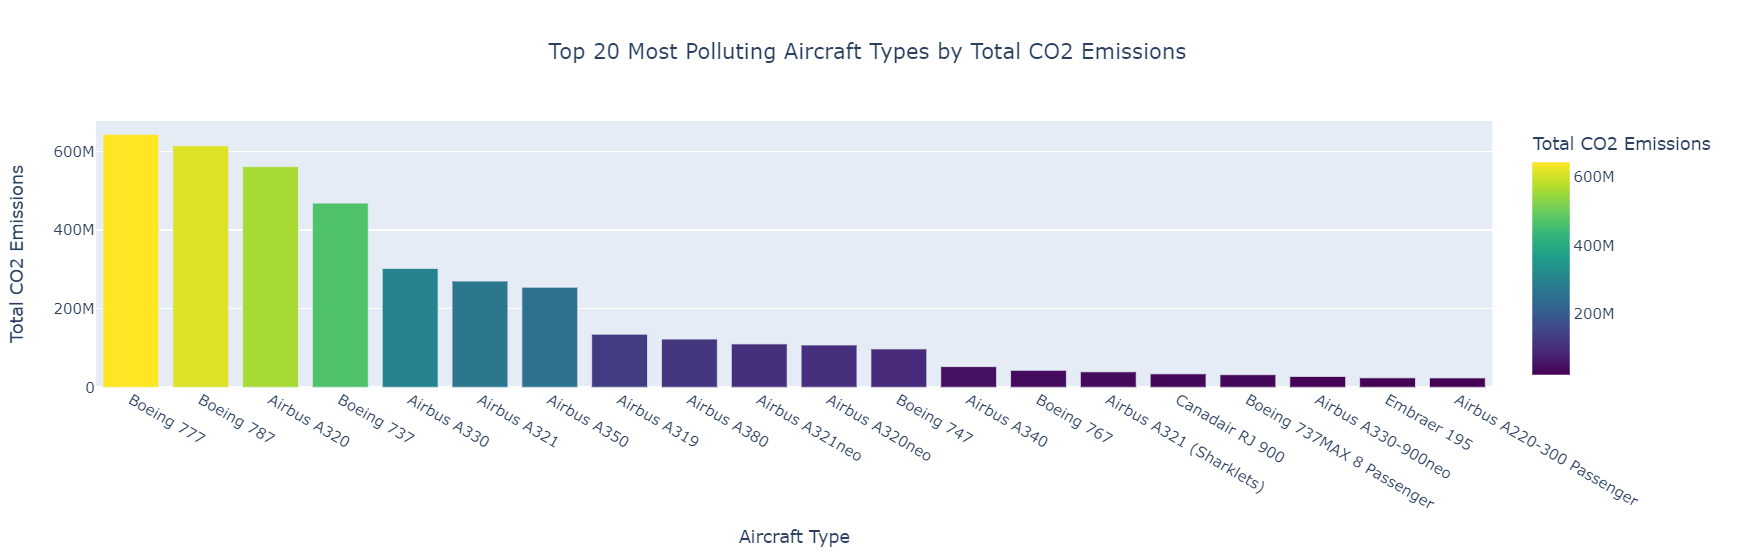 Top 20 Most Polluting Aircraft Types by Total CO2 Emissions
Total CO2 Emissions
600M
400M
200M
0
Boeing 777
Boeing 787
Airbus A320
Boeing 737
Airbus A330
Airbus A321
Airbus A350
Airbus A319
Airbus A380
Airbus A321neo
Airbus A320neo
Boeing 747
Airbus A340
Boeing 767
Airbus A321 (Sharklets)
Canadair RJ 900
Boeing 737MAX 8 Passenger
Airbus A330-900neo
Embraer 195
Airbus A220-300 Passenger
Aircraft Type
Total CO2 Emissions
600M
400M
200M